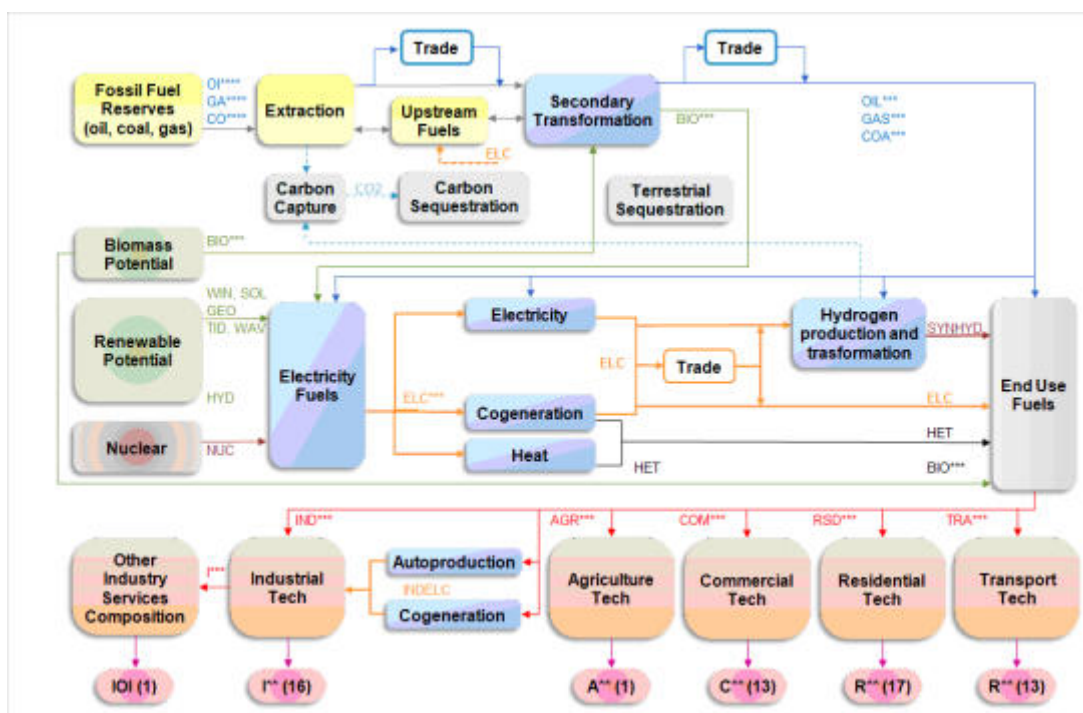 Trade
Trade
Fossil Fuel
Reserves
(oil, coal, gas)
OI****
GA****
CO****
Extraction
Upstream
Fuels
Secondary
Transformation
BIO***
OIL***
GAS***
COA***
ELC
Carbon
Capture
CO2
Carbon
Sequestration
Terrestrial
Sequestration
Biomass
Potential
BIO***
Renewable
Potential
WIN, SOL
GEO
TID, WAV
HYD
Electricity
Fuels
Nuclear
NUC
ELC***
Electricity
Cogeneration
Heat
ELC
Trade
HET
Hydrogen
production and
trasformation
SYNHYD
ELC
HET
BIO***
End Use
Fuels
IND***
AGR***
COM***
RSD***
TRA***
Other
Industry
Services
Composition
I***
Industrial
Tech
Autoproduction
INDELC
Cogeneration
Agriculture
Tech
Commercial
Tech
Residential
Tech
Transport
Tech
IOI (1)
I** (16)
A** (1)
C** (13)
R** (17)
R** (13)